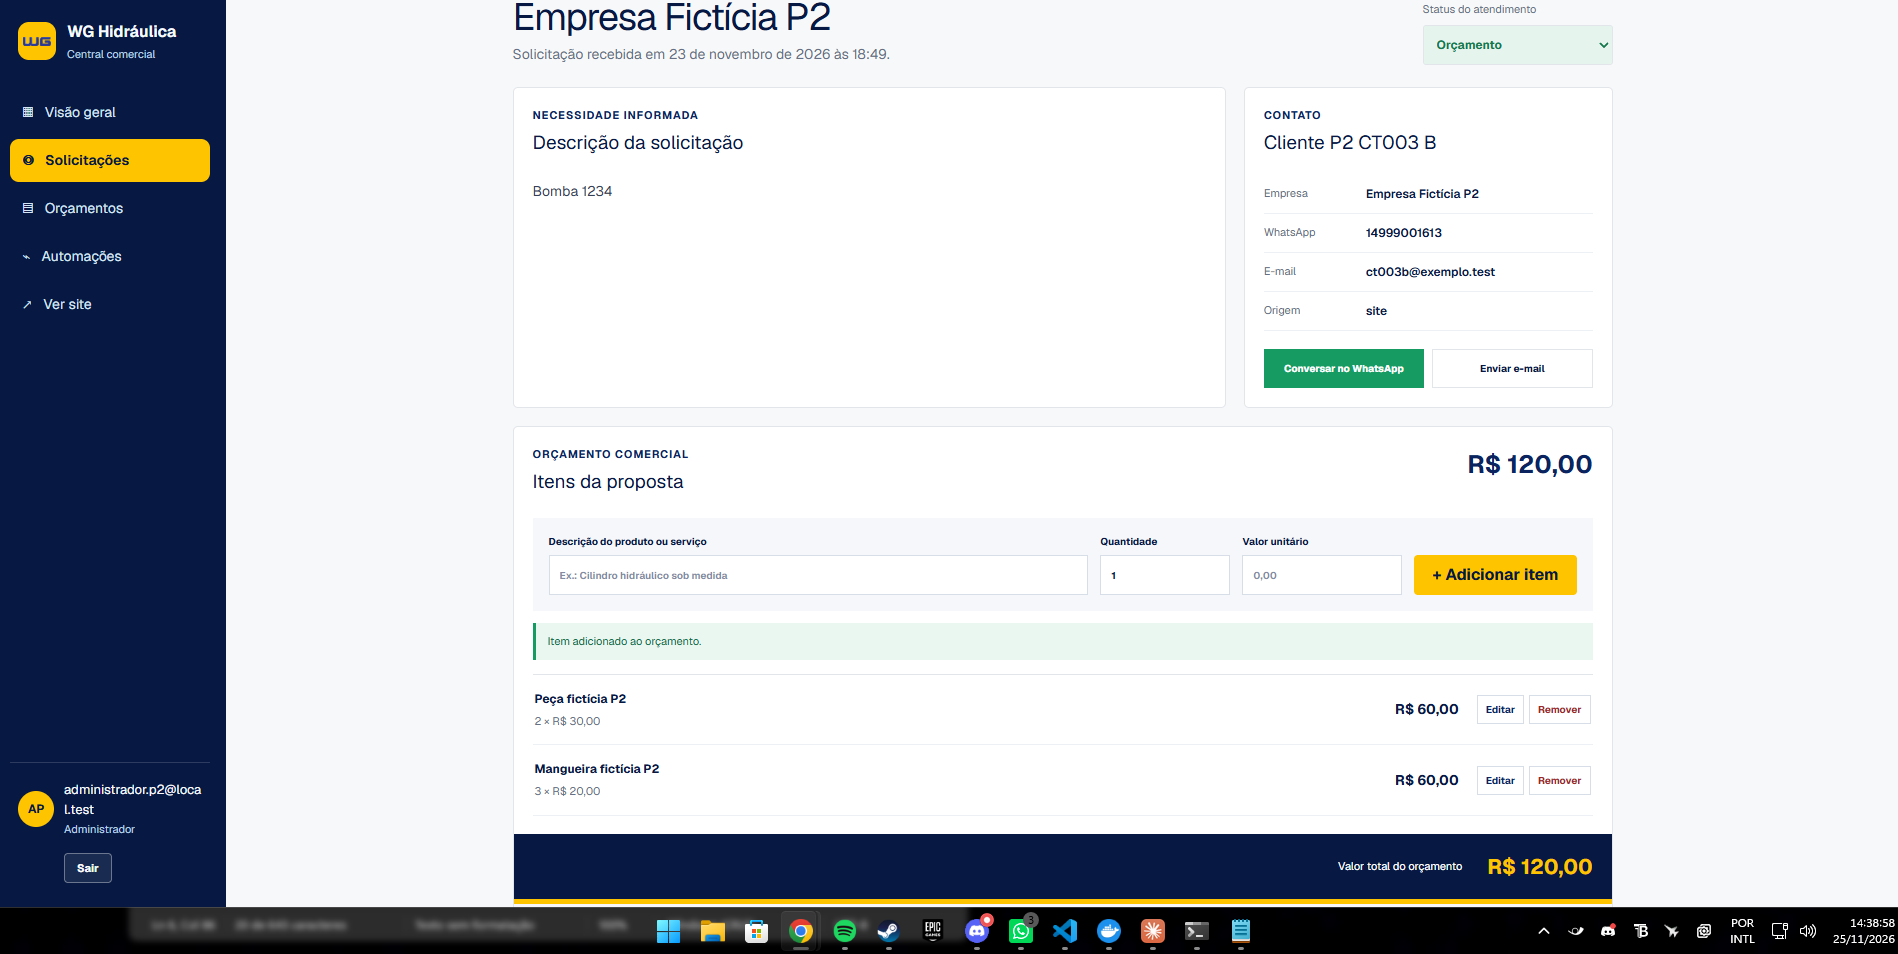 WG
WG Hidráulica
Central comercial
Visão geral
Solicitações
Orçamentos
Automações
Ver site
AP
administrador.p2@loca
l.test
Administrador
Sair
Empresa Fictícia P2
Solicitação recebida em 23 de novembro de 2026 às 18:49.
Status do atendimento
Orçamento
NECESSIDADE INFORMADA
Descrição da solicitação
Bomba 1234
CONTATO
Cliente P2 CT003 B
Empresa Empresa Fictícia P2
WhatsApp 14999001613
E-mail ct003b@exemplo.test
Origem site
Conversar no WhatsApp Enviar e-mail
ORÇAMENTO COMERCIAL
Itens da proposta
R$ 120,00
Descrição do produto ou serviço Quantidade Valor unitário
Ex.: Cilindro hidráulico sob medida 1 0,00 + Adicionar item
Item adicionado ao orçamento.
Peça fictícia P2
2 × R$ 30,00
R$ 60,00 Editar Remover
Mangueira fictícia P2
3 × R$ 20,00
R$ 60,00 Editar Remover
Valor total do orçamento R$ 120,00
EPIC
GAMES
3
POR
INTL
14:38:58
25/11/2026